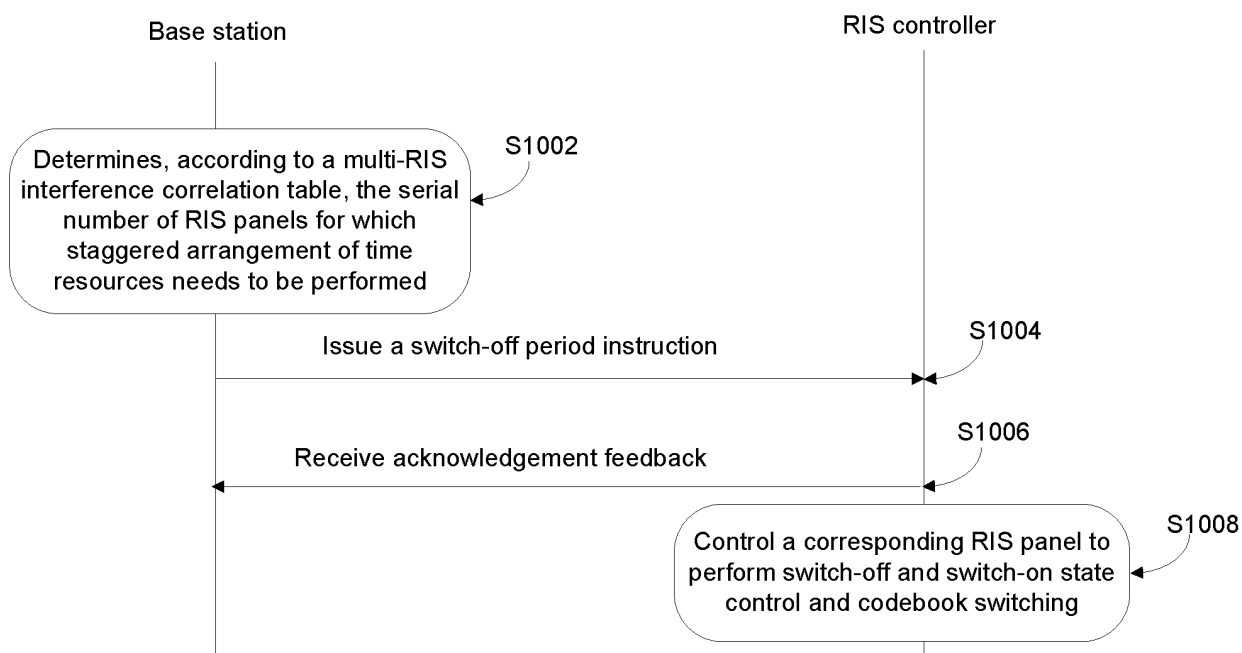 Base station
RIS controller
Determines, according to a multi-RIS
interference correlation table, the serial
number of RIS panels for which
staggered arrangement of time
resources needs to be performed
S1002
Issue a switch-off period instruction
S1004
Receive acknowledgement feedback
S1006
Control a corresponding RIS panel to
perform switch-off and switch-on state
control and codebook switching
S1008